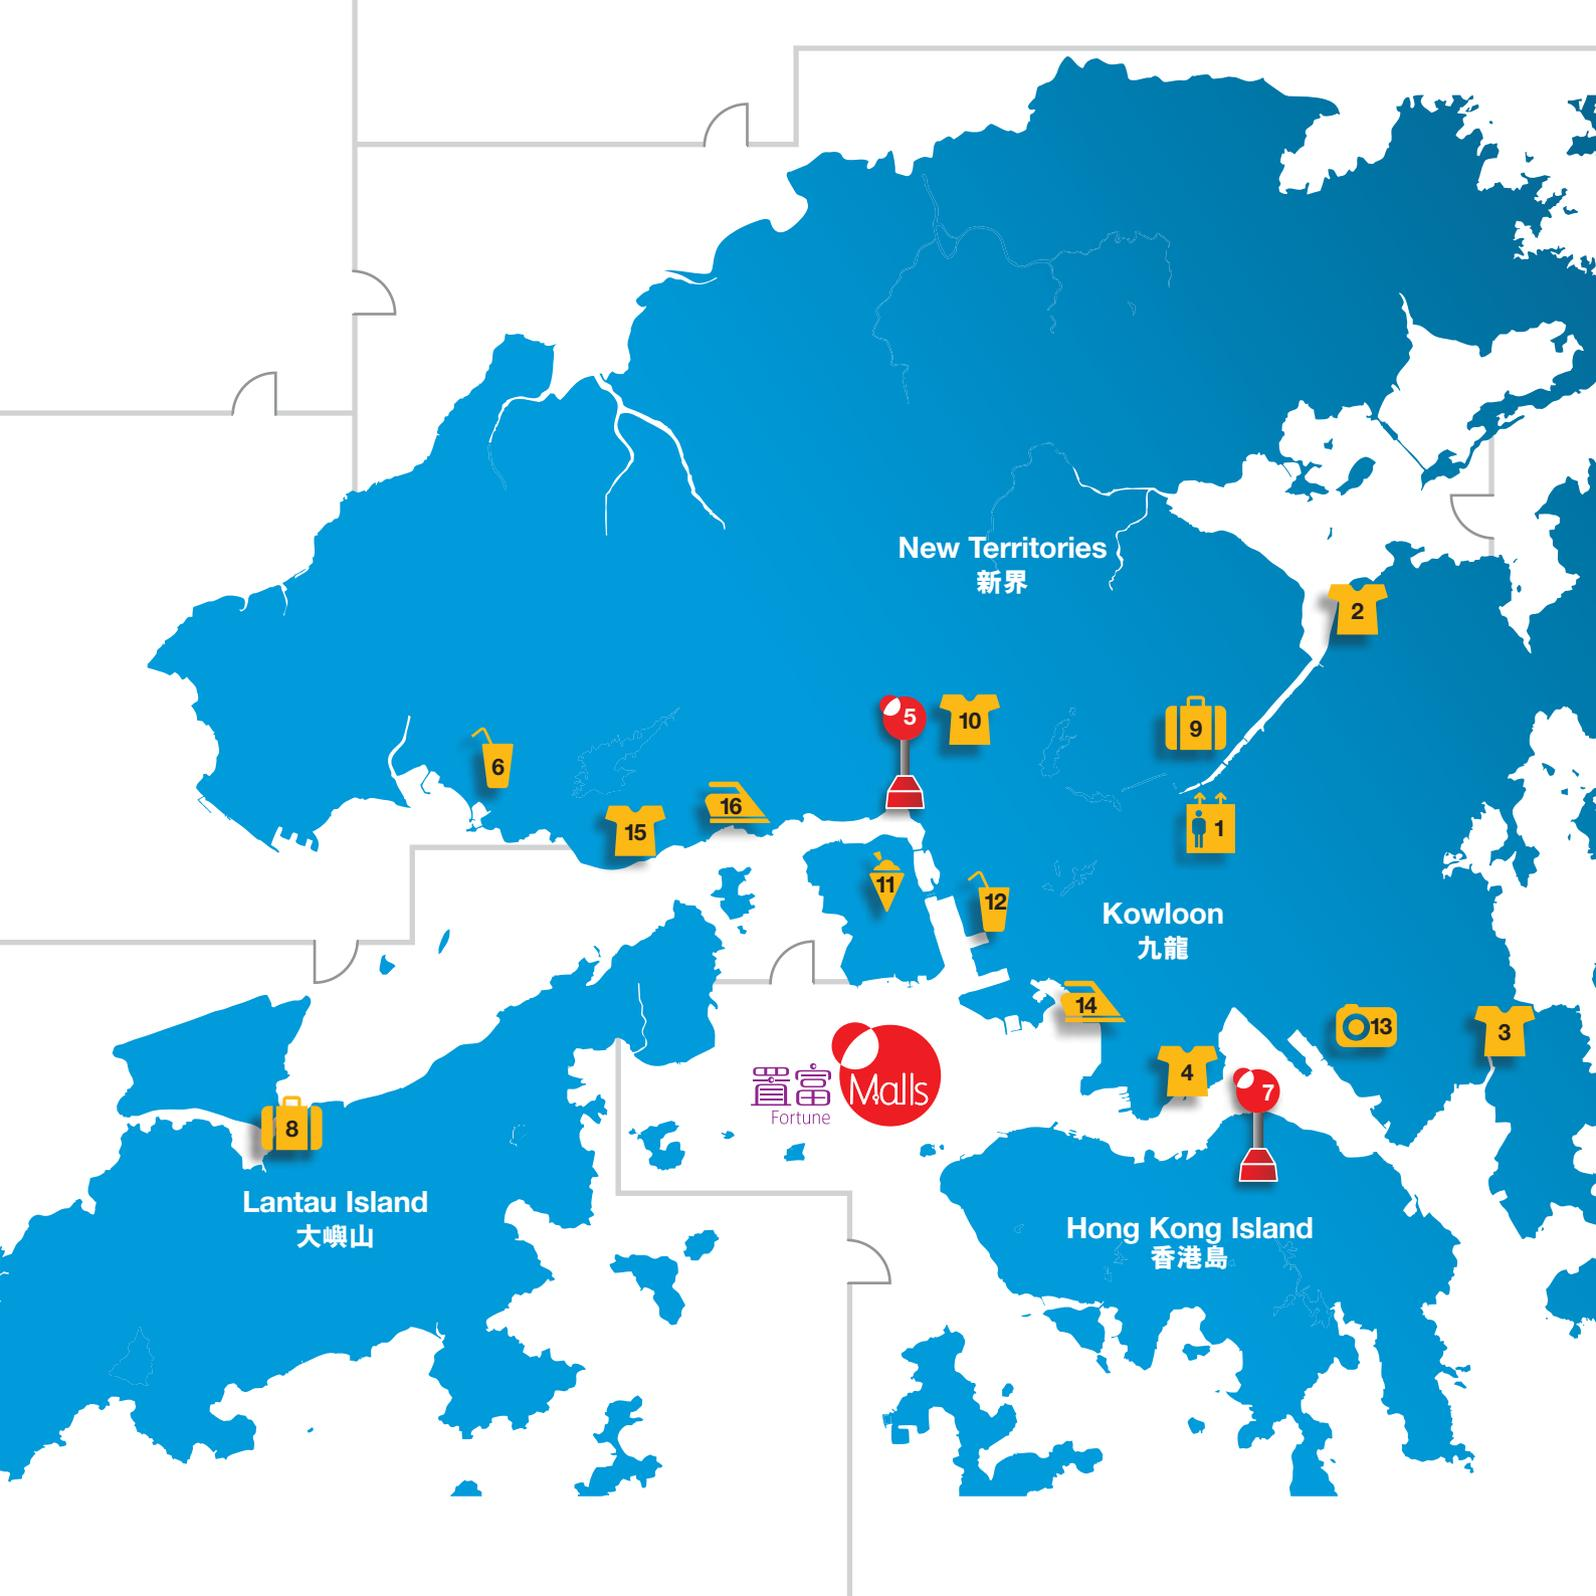 New Territories
新界
2
5
10
9
6
16
15
1
11
12
Kowloon
九龍
14
13
3
4
7
置富 Malls
Fortune
8
Lantau Island
大嶼山
Hong Kong Island
香港島